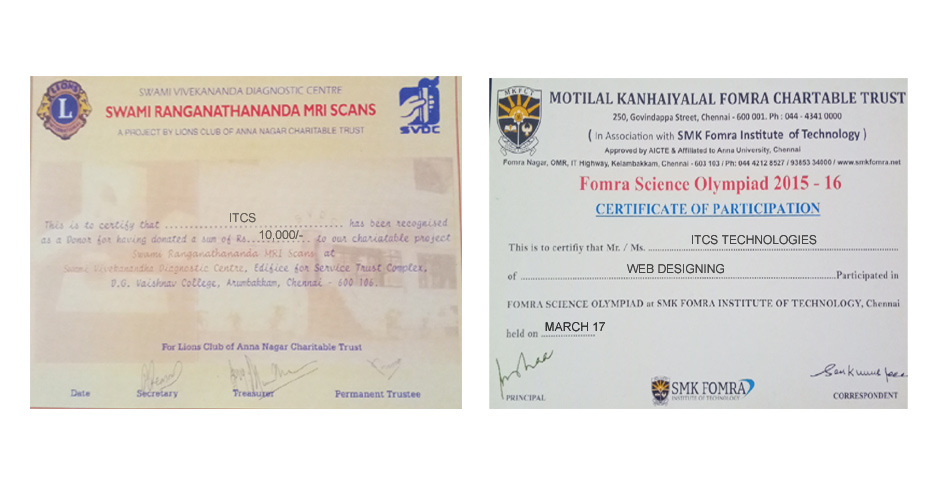 LIONS
L
SWAMI VIVEKANANDA DIAGNOSTIC CENTRE
SWAMI RANGANATHANANDA MRI SCANS
A PROJECT BY LIONS CLUB OF ANNA NAGAR CHARITABLE TRUST
SVDC
This is to certify that ITCS has been recognised
as a Donor for having donated a sum of Rs. 10,000/- to our chariatable project
Swami Ranganathananda MRI Scans at
Swami Vivekanandha Diagnostic Centre, Edifice for Service Trust Complex,
D.G. Vaishnav College, Arumbakkam, Chennai - 600 106.
For Lions Club of Anna Nagar Charitable Trust
Date Secretary Treasurer Permanent Trustee
MKFCT
MOTILAL KANHAIYALAL FOMRA CHARTABLE TRUST
250, Govindappa Street, Chennai - 600 001. Ph : 044 - 4341 0000
( In Association with SMK Fomra Institute of Technology )
Approved by AICTE & Affiliated to Anna University, Chennai
Fomra Nagar, OMR, IT Highway, Kelambakkam, Chennai - 603 103 / Ph: 044 4212 8527 / 93853 34000 / www.smkfomra.net
Fomra Science Olympiad 2015 - 16
CERTIFICATE OF PARTICIPATION
This is to certify that Mr. / Ms. ITCS TECHNOLOGIES
of WEB DESIGNING Participated in
FOMRA SCIENCE OLYMPIAD at SMK FOMRA INSTITUTE OF TECHNOLOGY, Chennai
held on MARCH 17
SMK FOMRA
INSTITUTE OF TECHNOLOGY
PRINCIPAL CORRESPONDENT